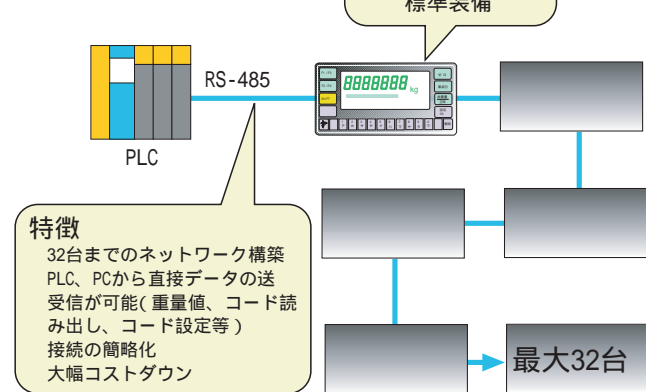 標準装備
RS-485
8888888 kg
PLC
特徴
32台までのネットワーク構築
PLC、PCから直接データの送
受信が可能(重量値、コード読
み出し、コード設定等)
接続の簡略化
大幅コストダウン
最大32台